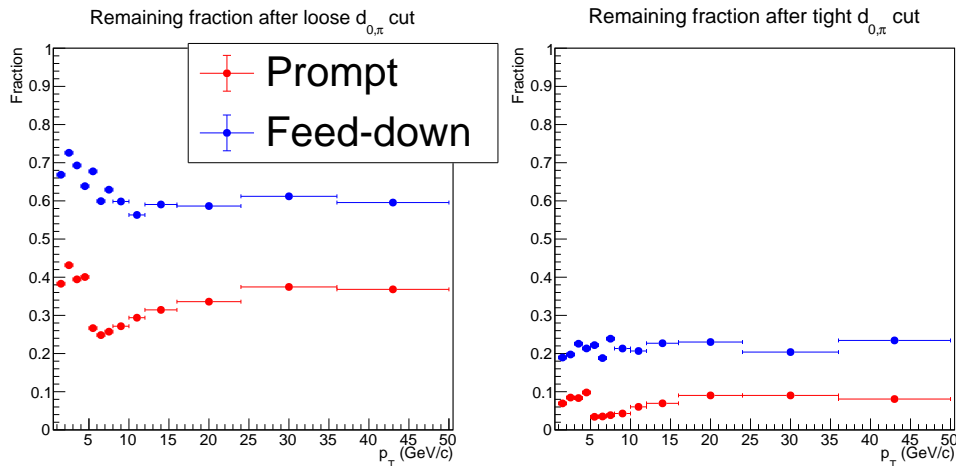 Remaining fraction after loose d0,π cut
Fraction
1
0.9
0.8
0.7
0.6
0.5
0.4
0.3
0.2
0.1
0
Prompt
Feed-down
5 10 15 20 25 30 35 40 45 50
pT (GeV/c)
Remaining fraction after tight d0,π cut
Fraction
1
0.9
0.8
0.7
0.6
0.5
0.4
0.3
0.2
0.1
0
5 10 15 20 25 30 35 40 45 50
pT (GeV/c)